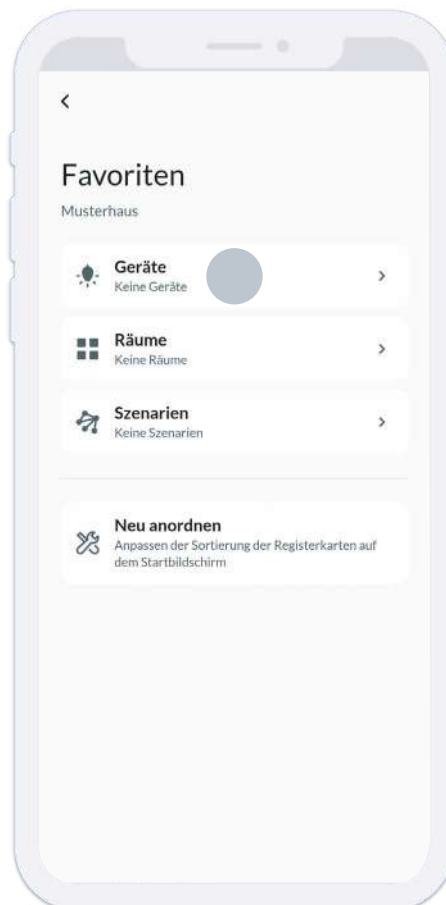 Favoriten
Musterhaus
Geräte
Keine Geräte
Räume
Keine Räume
Szenarien
Keine Szenarien
Neu anordnen
Anpassen der Sortierung der Registerkarten auf
dem Startbildschirm